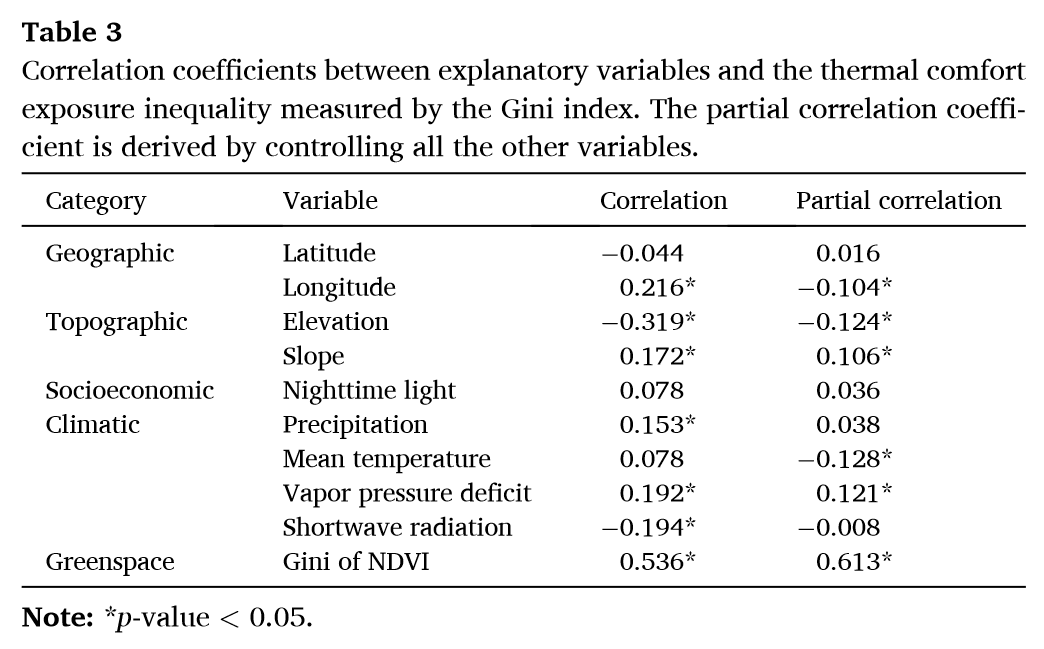 Table 3
Correlation coefficients between explanatory variables and the thermal comfort
exposure inequality measured by the Gini index. The partial correlation coeffi-
cient is derived by controlling all the other variables.
Category Variable Correlation Partial correlation
Geographic Latitude −0.044 0.016
Longitude 0.216* −0.104*
Topographic Elevation −0.319* −0.124*
Slope 0.172* 0.106*
Socioeconomic Nighttime light 0.078 0.036
Climatic Precipitation 0.153* 0.038
Mean temperature 0.078 −0.128*
Vapor pressure deficit 0.192* 0.121*
Shortwave radiation −0.194* −0.008
Greenspace Gini of NDVI 0.536* 0.613*
Note: *p-value < 0.05.